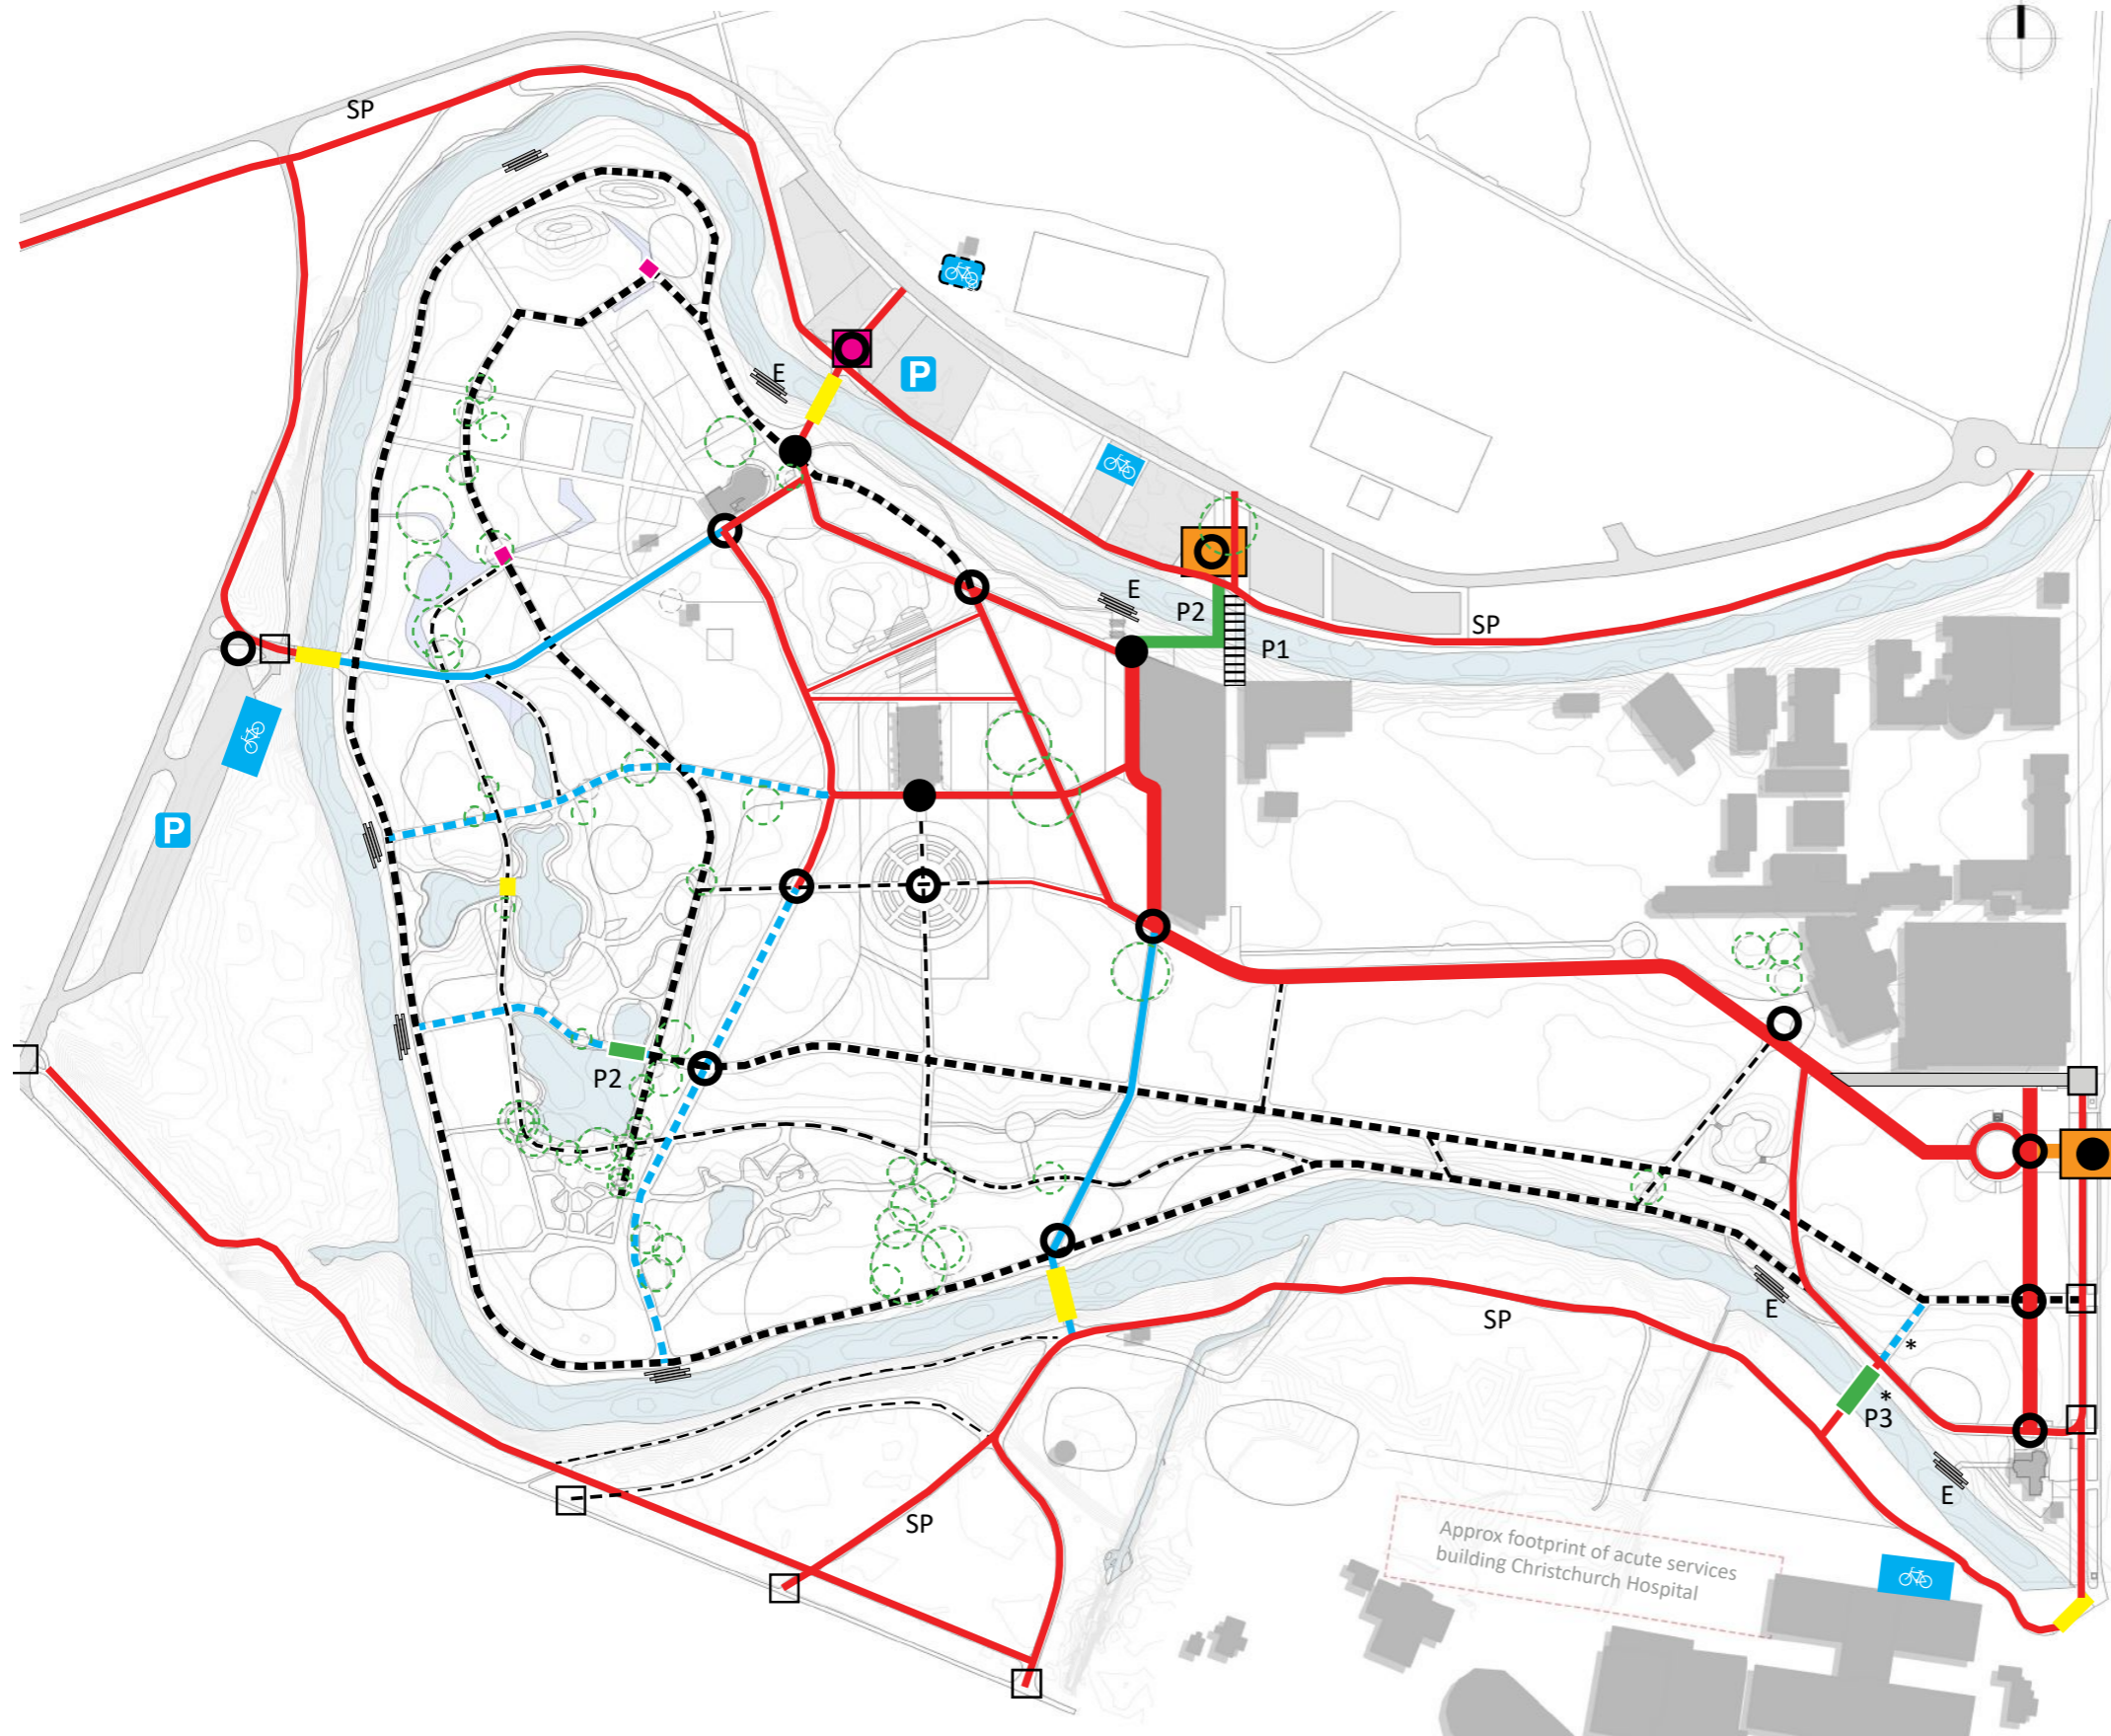 SP
E
P
E
P2
SP
P1
P
P2
E
SP
*
*
P3
E
SP
Approx footprint of acute services
building Christchurch Hospital